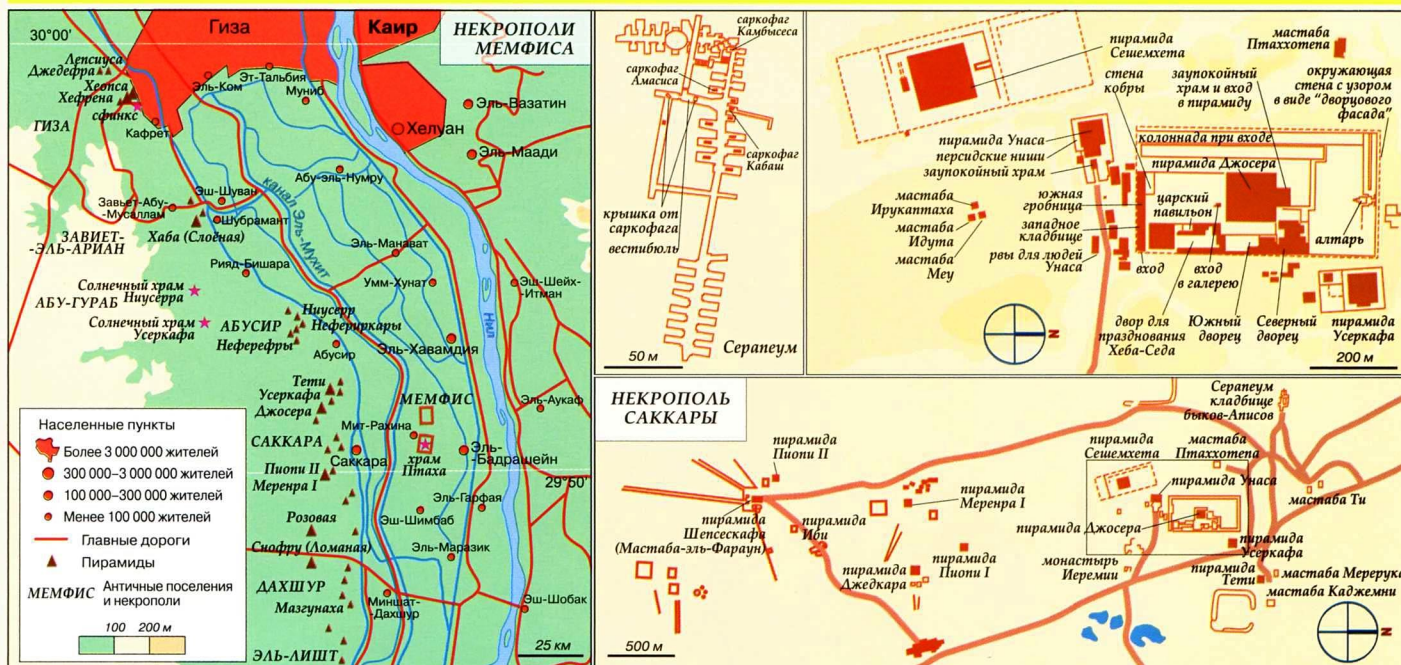 НЕКРОПОЛИ
МЕМФИСА
Гиза
Каир
30°00'
Лепсиуса
Джедефра
Хеопса
Хефрена
сфинкс
ГИЗА
Кафрет
Эль-Ком
Эт-Тальбия
Муниб
Эль-Вазатин
Хелуан
Эль-Маади
Абу-эль-Нумру
Эш-Шуван
канал Эль-Мухит
Завьет-Абу-
-Мусаллам
Шубрамант
Хаба (Слоёная)
ЗАВИЕТ-
-ЭЛЬ-АРИАН
Эль-Манават
Рияд-Бишара
Умм-Хунат
Эш-Шейх-
-Итман
Солнечный храм
Ниусерра
АБУ-ГУРАБ
Солнечный храм
Усеркафа
АБУСИР
Ниусерр
Нефериркары
Неферефры
Абусир
Эль-Хавамдия
Нил
Тети
Усеркафа
Джосера
МЕМФИС
Эль-Аукаф
Мит-Рахина
САККАРА
Саккара
храм
Птаха
Эль-
-Бадрашейн
Пиопи II
Меренра I
29°50'
Эль-Гарфая
Розовая
Эш-Шимбаб
Снофру (Ломаная)
Эль-Маразик
ДАХШУР
Мазгунаха
Миншат-
-Дахшур
Эш-Шобак
ЭЛЬ-ЛИШТ
25 км
Населенные пункты
Более 3 000 000 жителей
300 000–3 000 000 жителей
100 000–300 000 жителей
Менее 100 000 жителей
Главные дороги
Пирамиды
МЕМФИС Античные поселения
и некрополи
100 200 м
саркофаг
Камбысеса
саркофаг
Амасиса
саркофаг
Кабаш
крышка от
саркофага
вестибюль
50 м
Серапеум
пирамида
Сешемхета
мастаба
Птаххотепа
стена
кобры
заупокойный
храм и вход
в пирамиду
окружающая
стена с узором
в виде "дворцового
фасада"
колоннада при входе
пирамида Унаса
персидские ниши
заупокойный храм
пирамида Джосера
мастаба
Ирукаптаха
южная
гробница
царский
павильон
мастаба
Идута
западное
кладбище
алтарь
мастаба
Меу
рвы для людей
Унаса
вход
вход
в галерею
N
двор для
празднования
Хеба-Седа
Южный
дворец
Северный
дворец
пирамида
Усеркафа
200 м
НЕКРОПОЛЬ
САККАРЫ
Серапеум
кладбище
быков-Аписов
пирамида
Пиопи II
пирамида
Сешемхета
мастаба
Птаххотепа
пирамида
Меренра I
пирамида Унаса
мастаба Ти
пирамида
Шепсескафа
(Мастаба-эль-Фараун)
пирамида
Иби
пирамида Джосера
пирамида
Джедкара
пирамида
Пиопи I
монастырь
Иеремии
пирамида
Усеркафа
пирамида
Тети
мастаба Мерерука
мастаба Каджемни
500 м
N